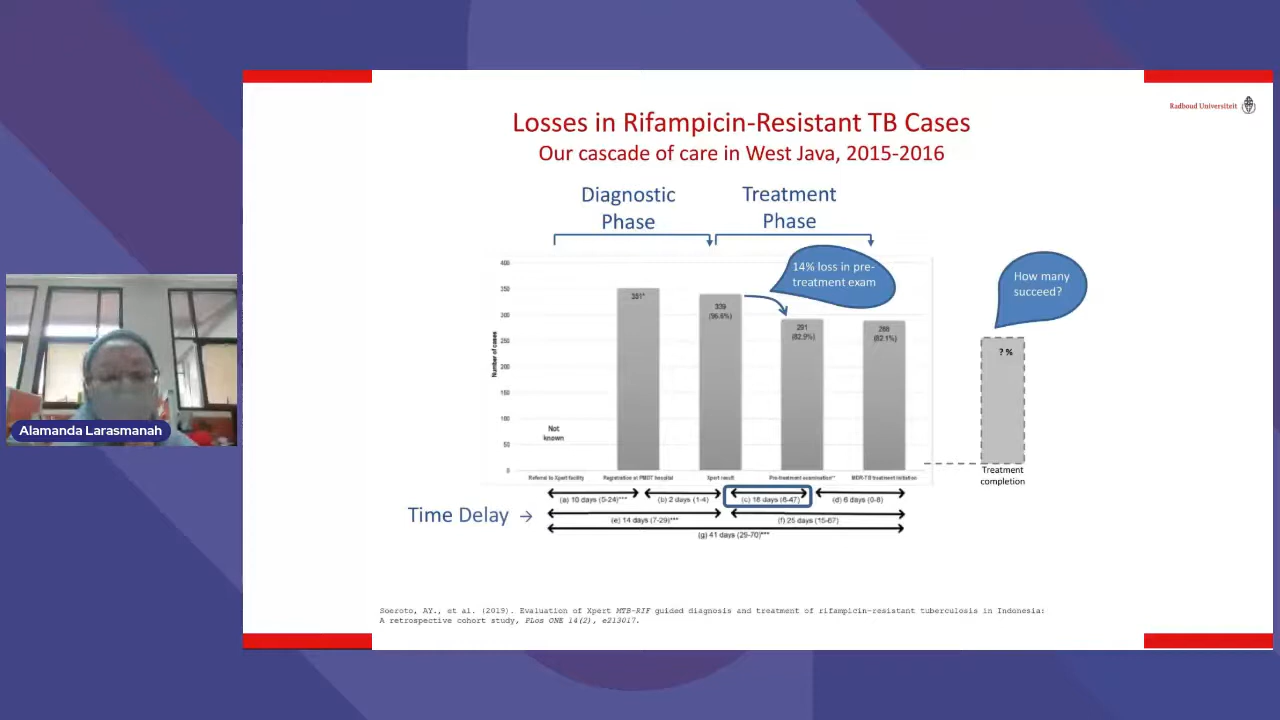 Radboud Universiteit
Losses in Rifampicin-Resistant TB Cases
Our cascade of care in West Java, 2015-2016
Diagnostic
Phase
Treatment
Phase
14% loss in pre-
treatment exam
How many
succeed?
Number of cases
400
350
300
250
200
150
100
50
0
Not
known
351*
339
291
(82.9%)
288
(82.1%)
? %
Referral to Xpert facility
Registration at PMDT hospital
Xpert result
Pre-treatment examination**
MDR-TB treatment initiation
Treatment
completion
Time Delay →
(a) 10 days (5-24)***
(b) 2 days (1-4)
(c) 16 days (6-47)
(d) 6 days (0-8)
(e) 14 days (7-29)***
(f) 25 days (15-67)
(g) 41 days (25-70)***
Alamanda Larasmanah
Soeroto, AY., et al. (2019). Evaluation of Xpert MTB-RIF guided diagnosis and treatment of rifampicin-resistant tuberculosis in Indonesia:
A retrospective cohort study, PLos ONE 14(2), e213017.